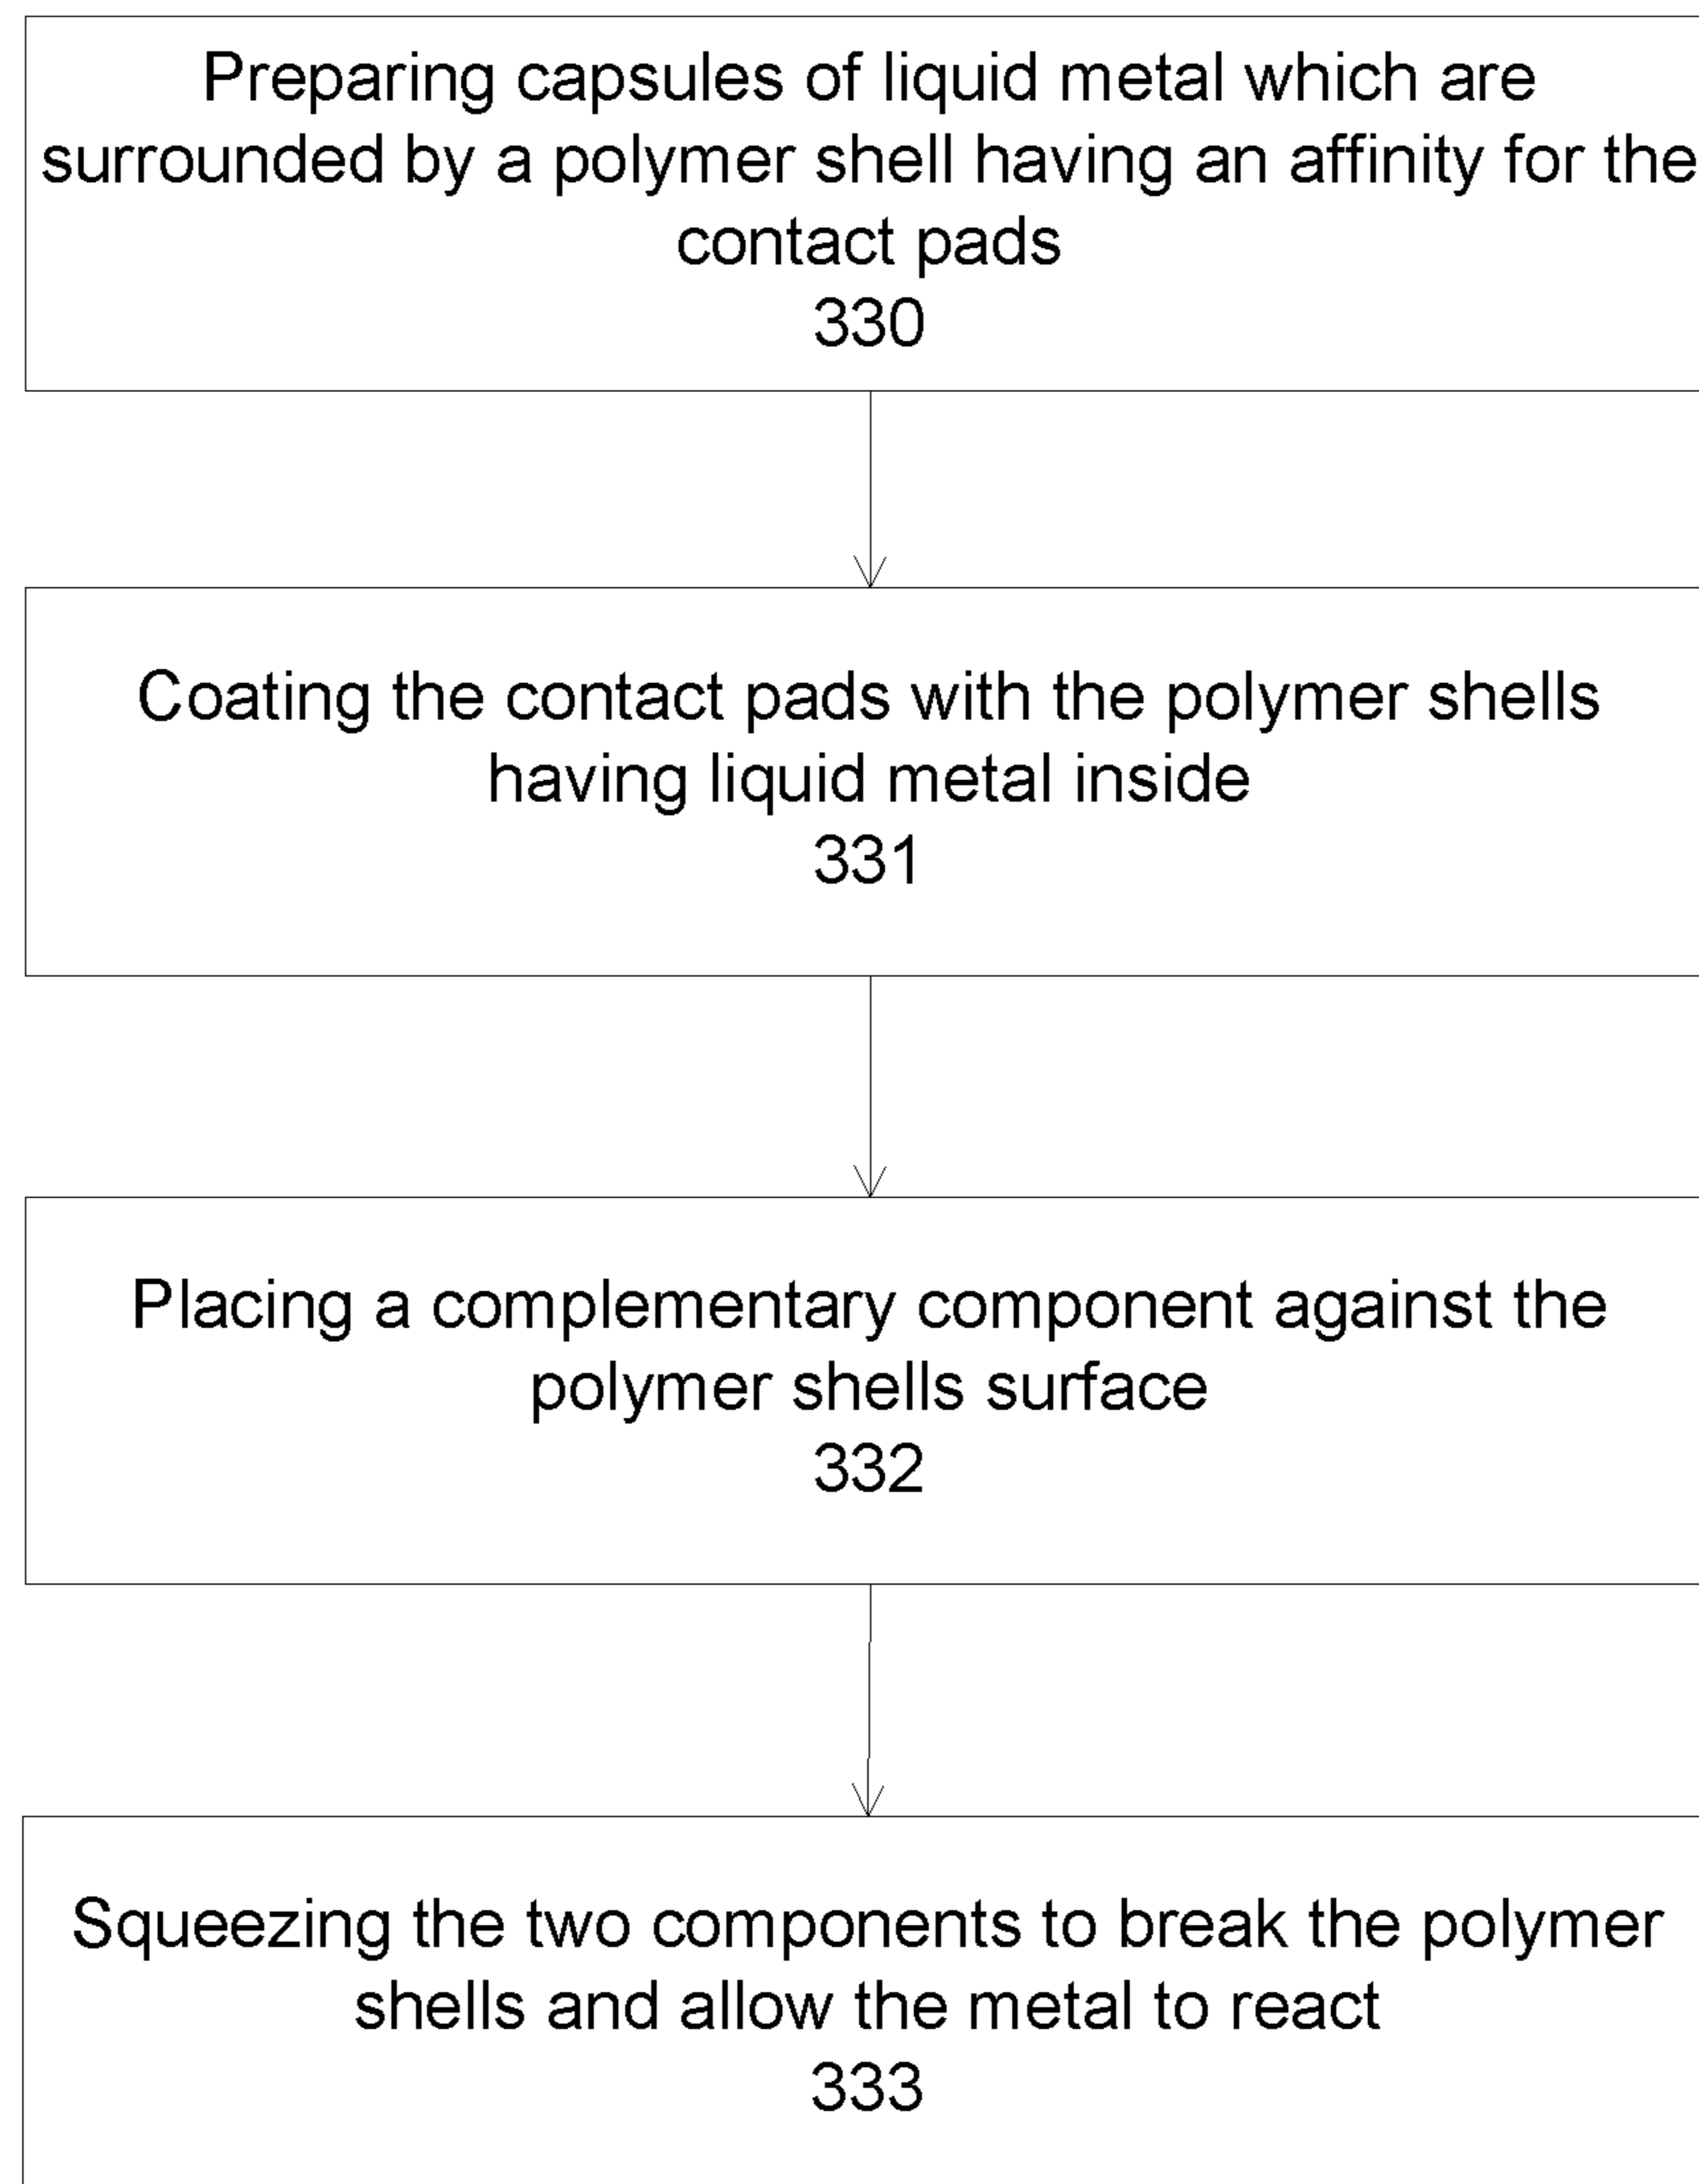 Preparing capsules of liquid metal which are
surrounded by a polymer shell having an affinity for the
contact pads
330
Coating the contact pads with the polymer shells
having liquid metal inside
331
Placing a complementary component against the
polymer shells surface
332
Squeezing the two components to break the polymer
shells and allow the metal to react
333